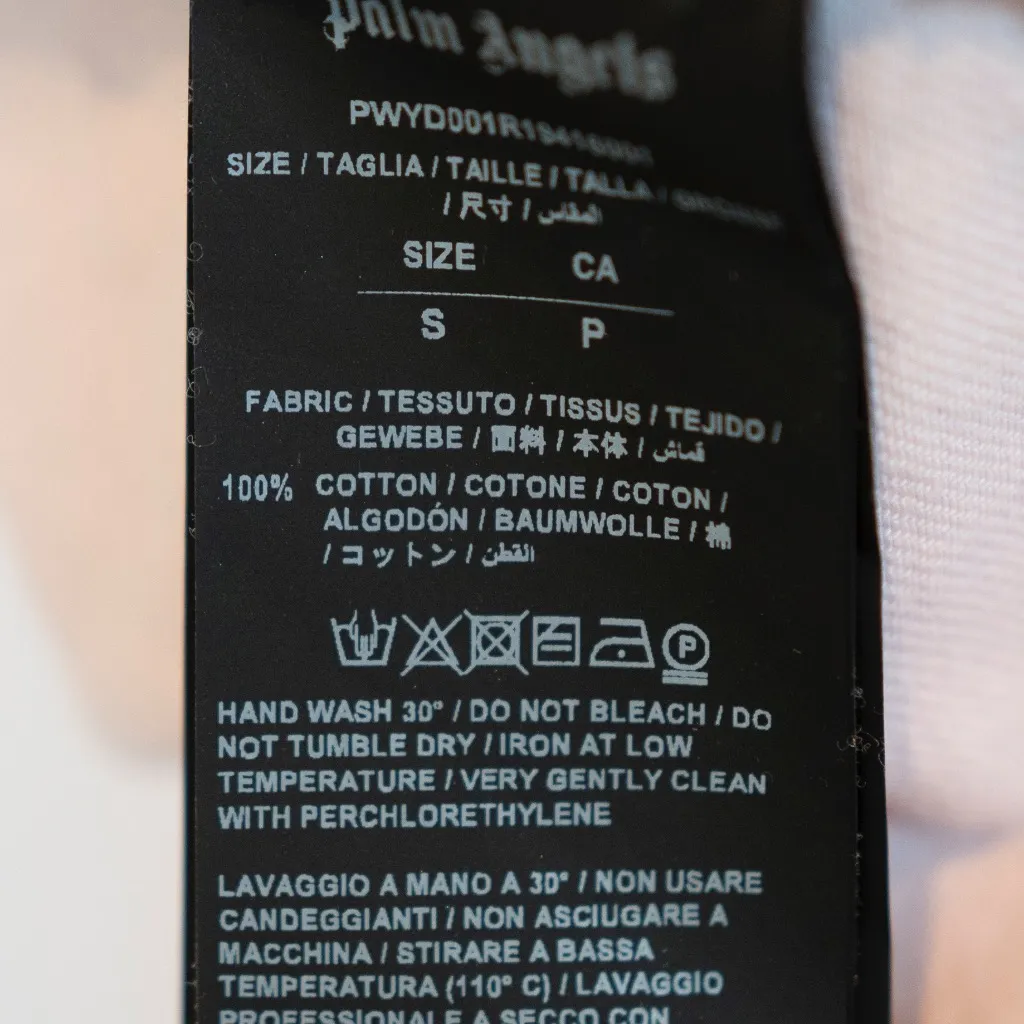 Palm Angels
SIZE / TAGLIA / TAILLE / TALLA /
/ 尺寸 / المقاس
SIZE CA
S P
FABRIC / TESSUTO / TISSUS / TEJIDO /
GEWEBE / 面料 / 本体 / قماش
100% COTTON / COTONE / COTON /
ALGODÓN / BAUMWOLLE / 棉
/ コットン / القطن
P
HAND WASH 30° / DO NOT BLEACH / DO
NOT TUMBLE DRY / IRON AT LOW
TEMPERATURE / VERY GENTLY CLEAN
WITH PERCHLORETHYLENE
LAVAGGIO A MANO A 30° / NON USARE
CANDEGGIANTI / NON ASCIUGARE A
MACCHINA / STIRARE A BASSA
TEMPERATURA (110° C) / LAVAGGIO
PROFESSIONALE A SECCO CON